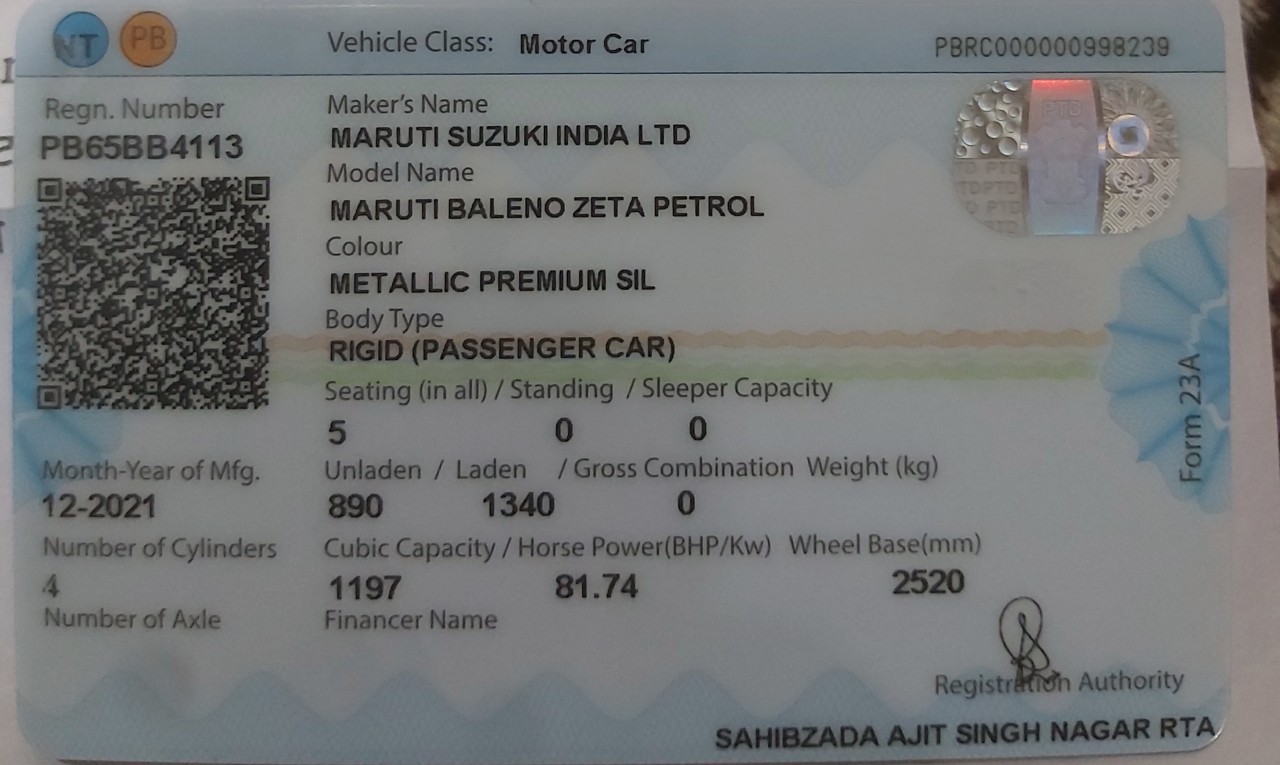 NT PB Vehicle Class: Motor Car PBRC000000998239
Regn. Number
PB65BB4113
Maker's Name
MARUTI SUZUKI INDIA LTD
Model Name
MARUTI BALENO ZETA PETROL
Colour
METALLIC PREMIUM SIL
Body Type
RIGID (PASSENGER CAR)
Seating (in all) / Standing / Sleeper Capacity
5 0 0
Month-Year of Mfg. Unladen / Laden / Gross Combination Weight (kg)
12-2021 890 1340 0
Number of Cylinders Cubic Capacity / Horse Power(BHP/Kw) Wheel Base(mm)
4 1197 81.74 2520
Number of Axle Financer Name
Registration Authority
SAHIBZADA AJIT SINGH NAGAR RTA
Form 23A
PTD